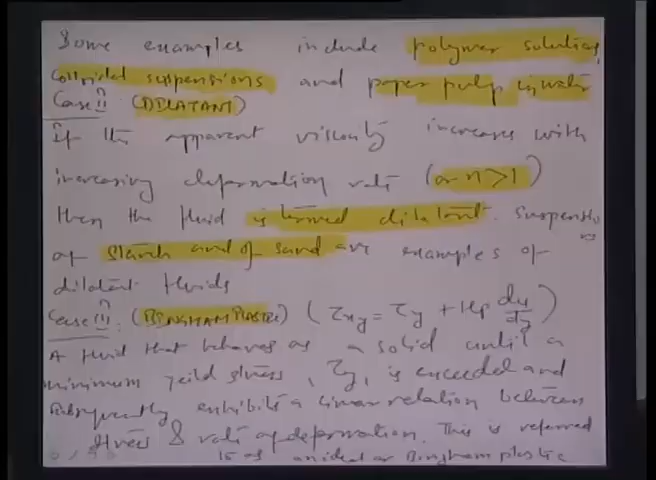 Some examples include polymer solutions,
colloidal suspensions and paper pulp in water
Case II (DILATANT)
If the apparent viscosity increases with
increasing deformation rate (or n>1)
then the fluid is termed dilatant. Suspensions
of starch and of sand are examples of
dilatant fluids
Case III: (BINGHAM PLASTIC) (τxy = τy + μp du/dy)
A fluid that behaves as a solid until a
minimum yeild stress, τy, is exceeded and
subsequently exhibits a linear relation between
stress & rate of deformation. This is referred
is as an ideal or Bingham plastic